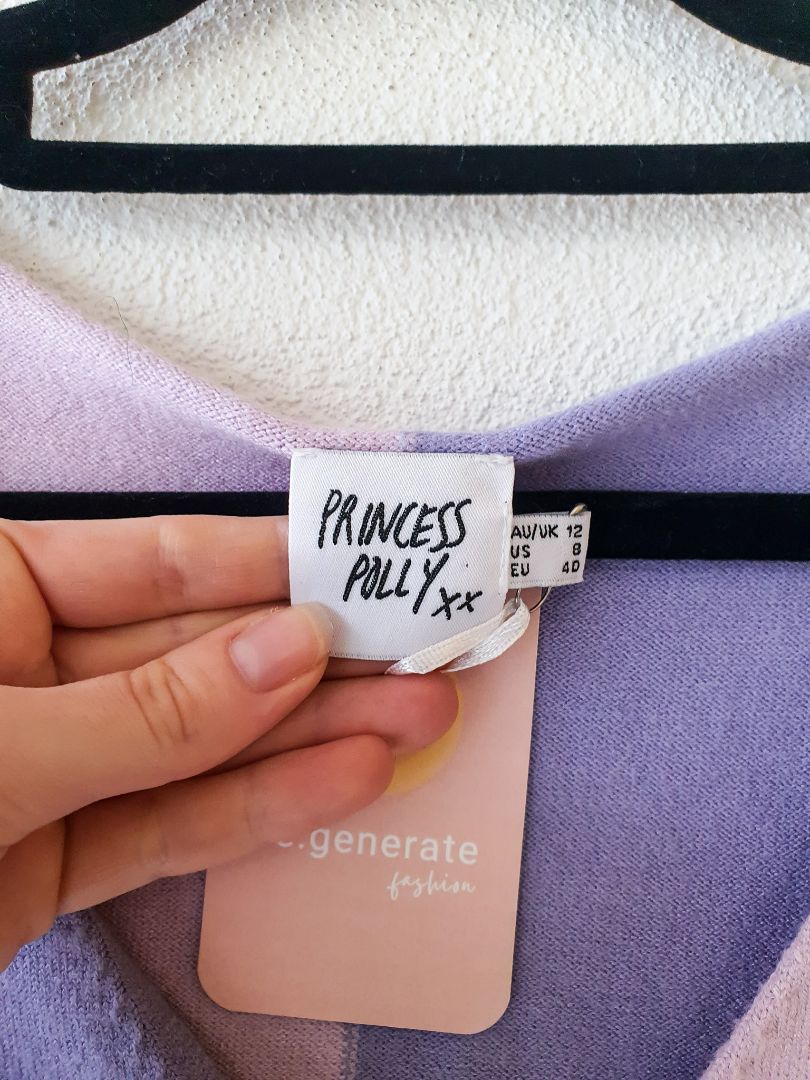 PRINCESS
POLLY xx
AU/UK 12
US 8
EU 40
.generate
fashion